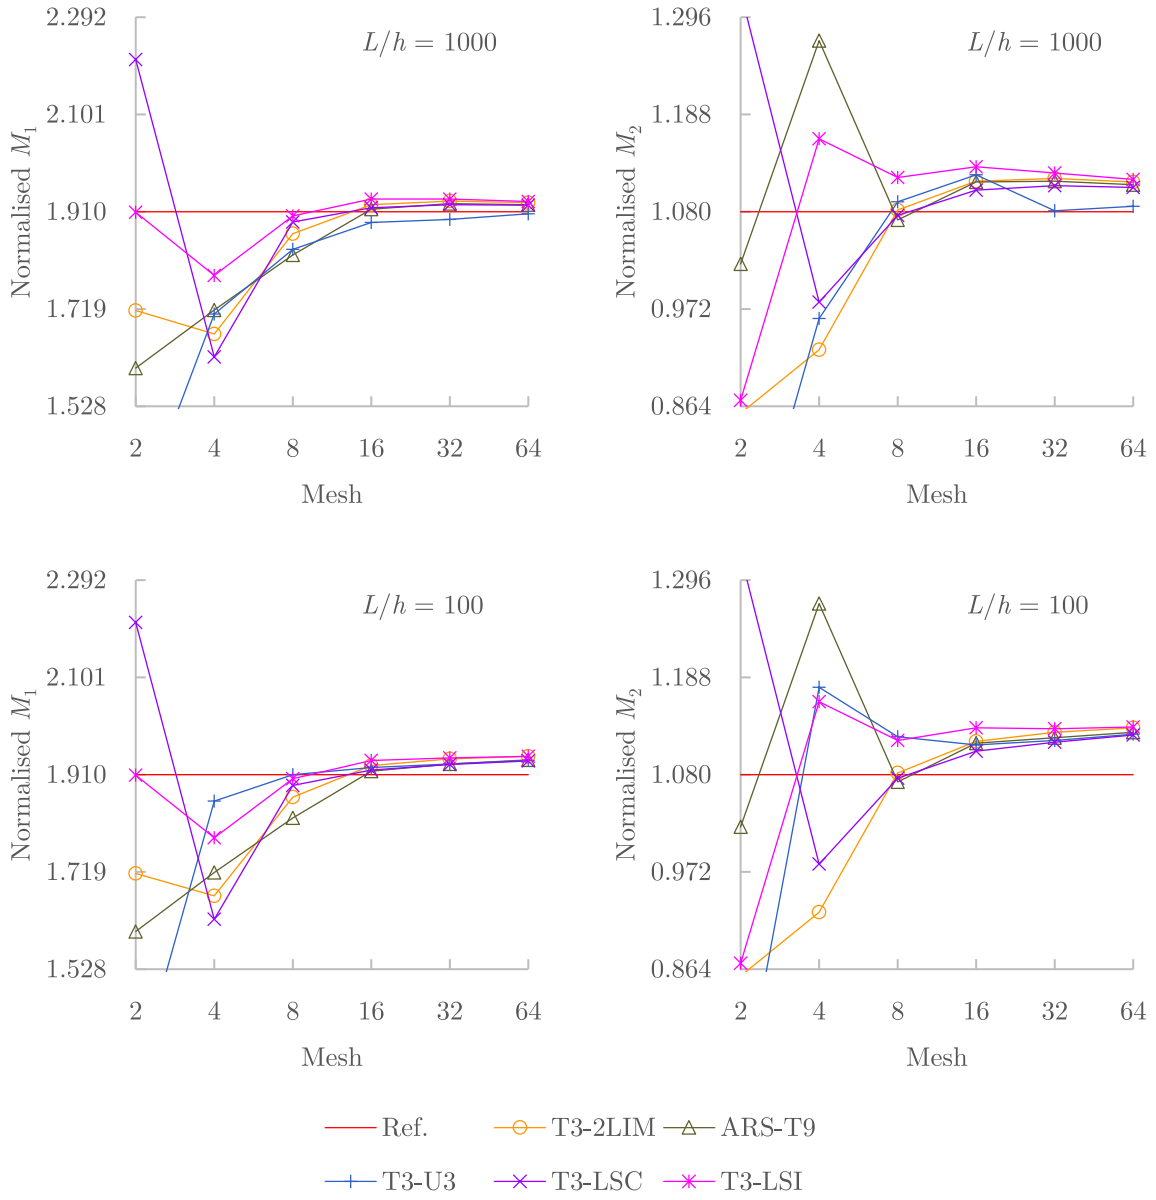 L/h = 1000
Normalised M₁
2.292
2.101
1.910
1.719
1.528
2 4 8 16 32 64
Mesh
L/h = 1000
Normalised M₂
1.296
1.188
1.080
0.972
0.864
2 4 8 16 32 64
Mesh
L/h = 100
Normalised M₁
2.292
2.101
1.910
1.719
1.528
2 4 8 16 32 64
Mesh
L/h = 100
Normalised M₂
1.296
1.188
1.080
0.972
0.864
2 4 8 16 32 64
Mesh
Ref. T3-2LIM ARS-T9
T3-U3 T3-LSC T3-LSI